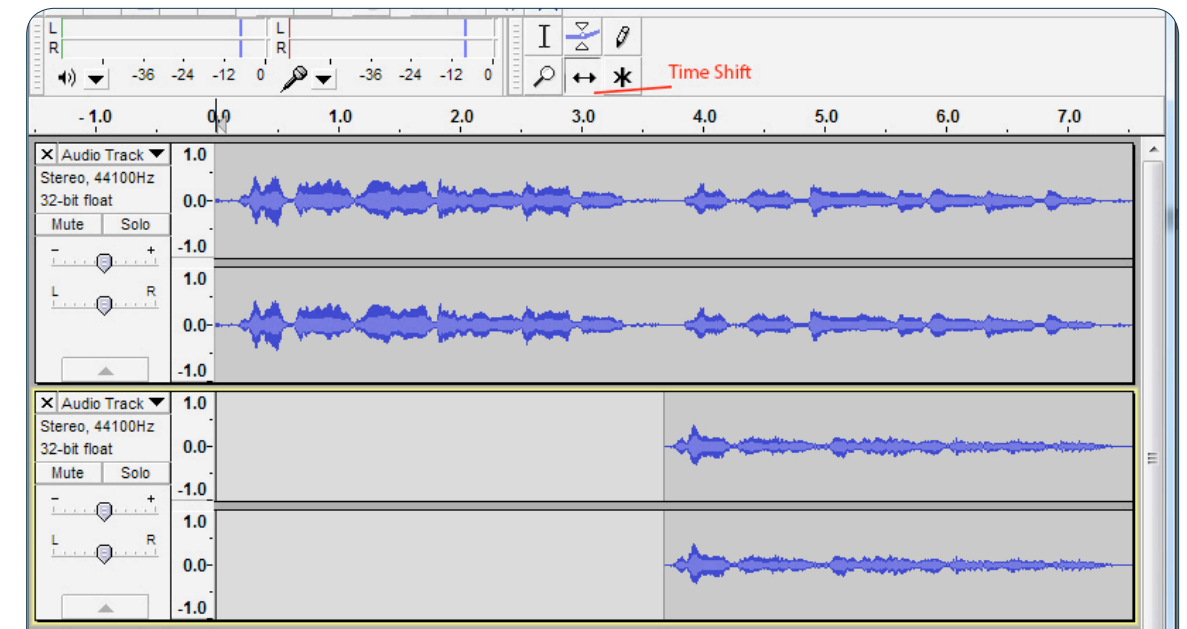 L
R
L
R
-36 -24 -12 0
-36 -24 -12 0
Time Shift
- 1.0 0.0 1.0 2.0 3.0 4.0 5.0 6.0 7.0
X Audio Track
Stereo, 44100Hz
32-bit float
Mute Solo
- +
L R
1.0
0.0-
-1.0
1.0
0.0-
-1.0
X Audio Track
Stereo, 44100Hz
32-bit float
Mute Solo
- +
L R
1.0
0.0-
-1.0
1.0
0.0-
-1.0